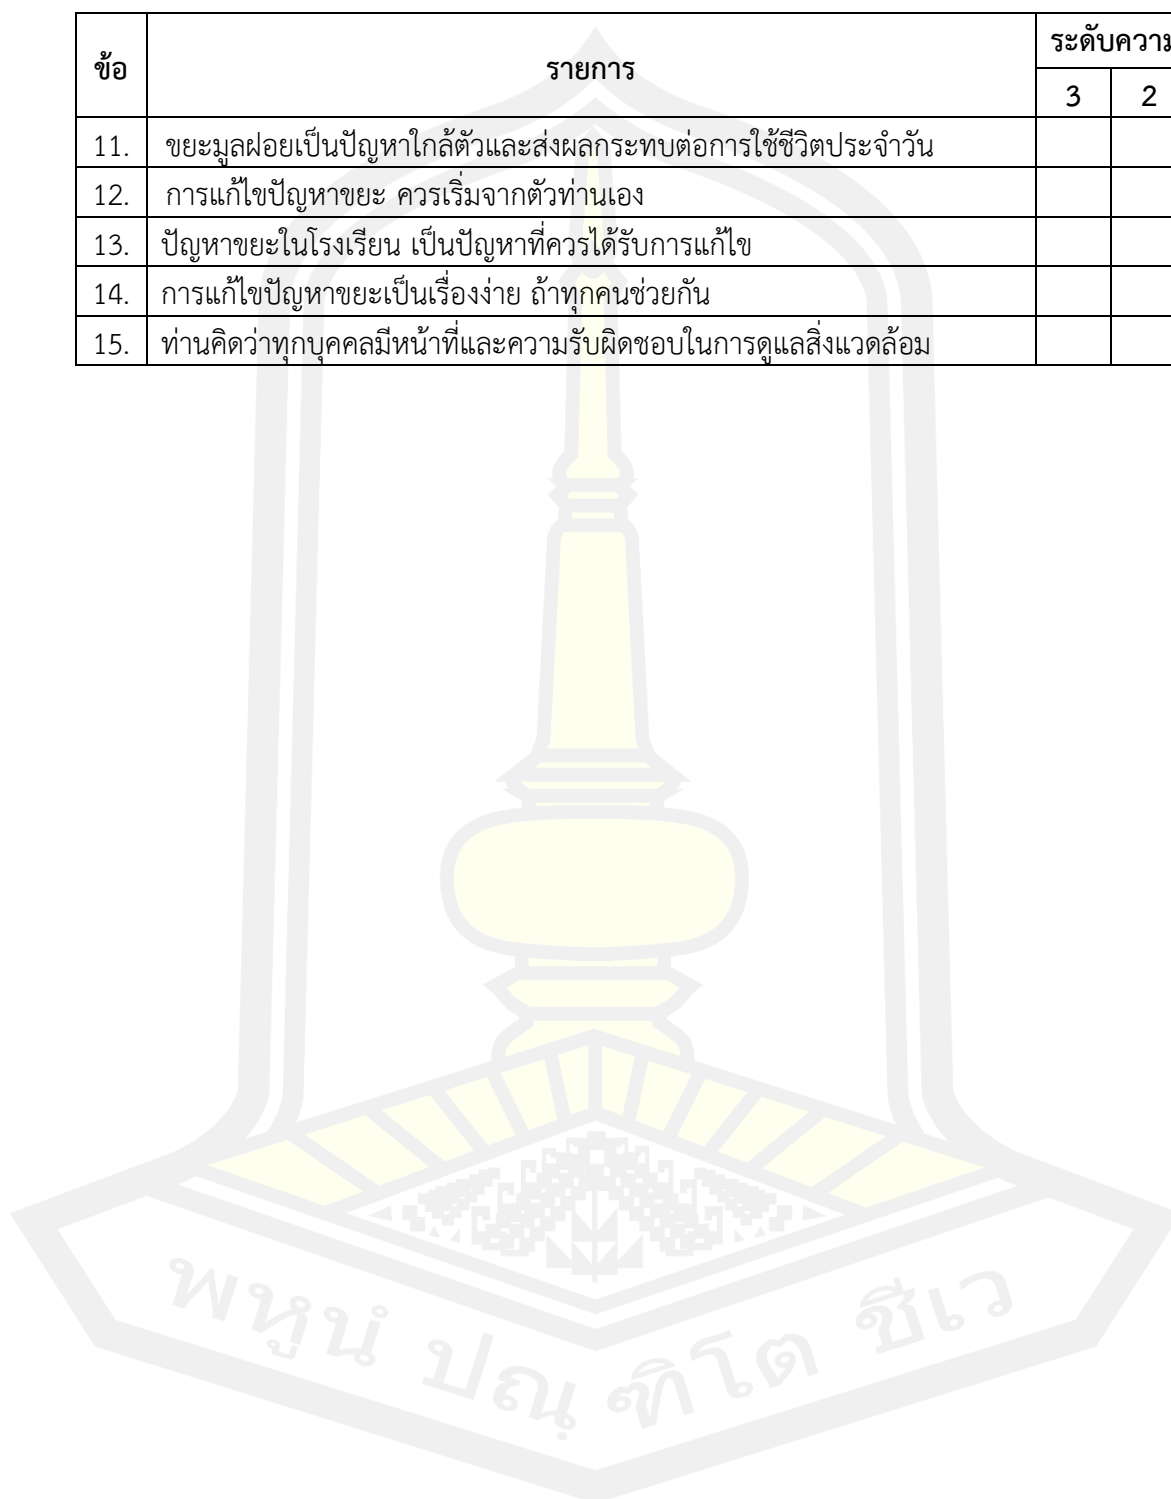 ข้อ รายการ ระดับความ
3 2
11. ขยะมูลฝอยเป็นปัญหาใกล้ตัวและส่งผลกระทบต่อการใช้ชีวิตประจำวัน
12. การแก้ไขปัญหาขยะ ควรเริ่มจากตัวท่านเอง
13. ปัญหาขยะในโรงเรียน เป็นปัญหาที่ควรได้รับการแก้ไข
14. การแก้ไขปัญหาขยะเป็นเรื่องง่าย ถ้าทุกคนช่วยกัน
15. ท่านคิดว่าทุกบุคคลมีหน้าที่และความรับผิดชอบในการดูแลสิ่งแวดล้อม
พหูนํ ปณฺ ฑิโต ชีเว